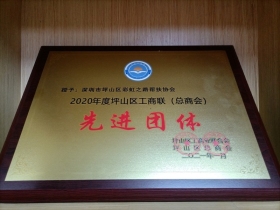 授予：深圳市坪山区彩虹之路帮扶协会
2020年度坪山区工商联（总商会）
先进团体
坪山区工商业联合会
坪山区总商会
二〇二一年一月